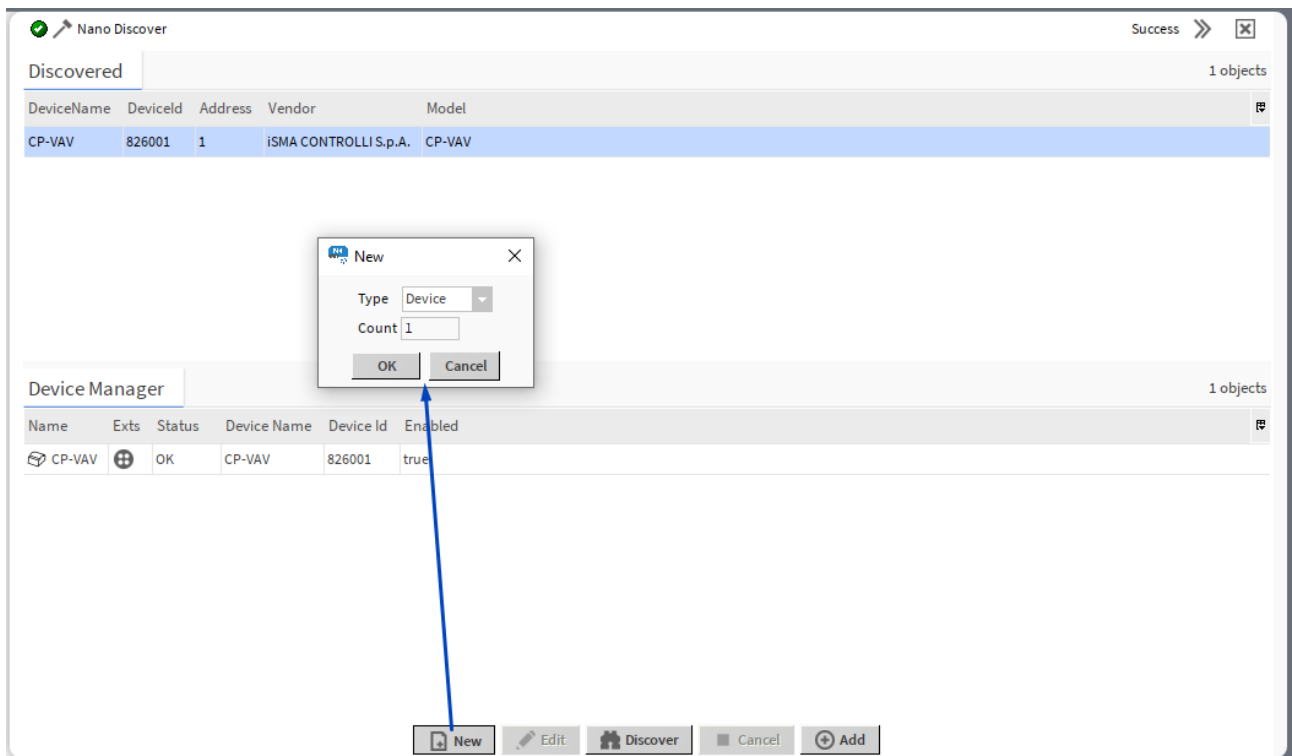 Nano Discover Success
Discovered 1 objects
DeviceName DeviceId Address Vendor Model
CP-VAV 826001 1 iSMA CONTROLLI S.p.A. CP-VAV
N4 New
Type Device
Count 1
OK Cancel
Device Manager 1 objects
Name Exts Status Device Name Device Id Enabled
CP-VAV OK CP-VAV 826001 true
New Edit Discover Cancel Add